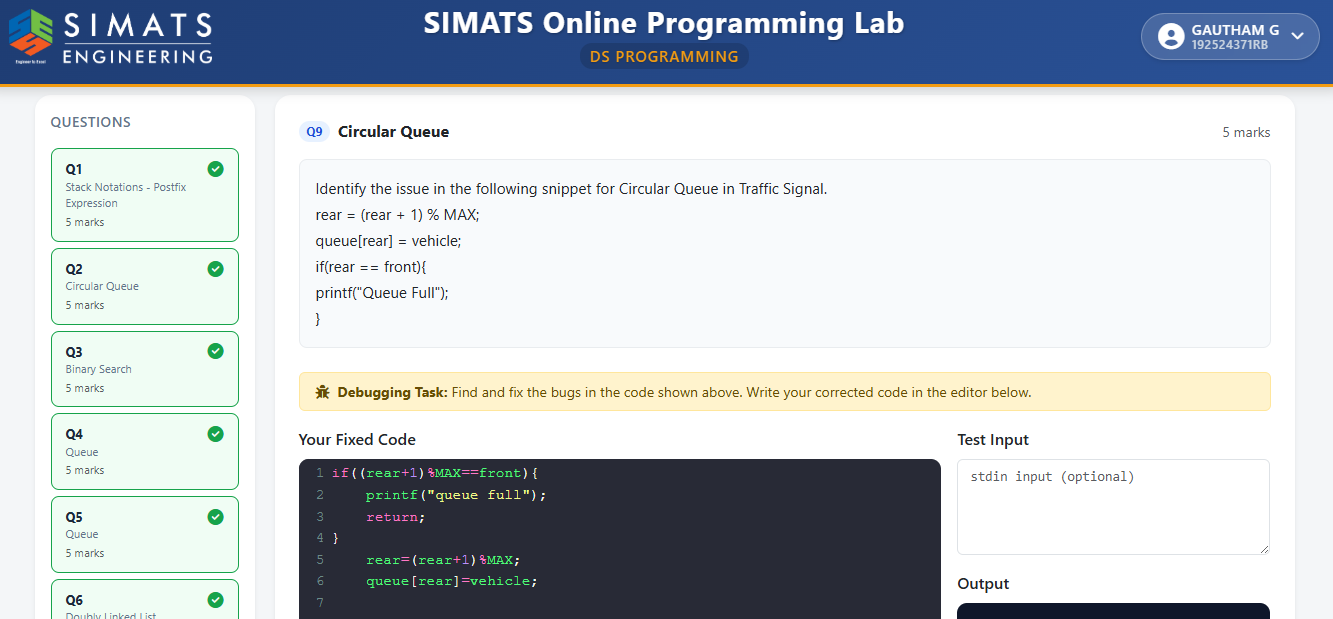 SIMATS
ENGINEERING
Engineer to Excel
SIMATS Online Programming Lab
DS PROGRAMMING
GAUTHAM G
192524371RB
QUESTIONS
Q1
Stack Notations - Postfix
Expression
5 marks
Q2
Circular Queue
5 marks
Q3
Binary Search
5 marks
Q4
Queue
5 marks
Q5
Queue
5 marks
Q6
Doubly Linked List
Q9 Circular Queue
5 marks
Identify the issue in the following snippet for Circular Queue in Traffic Signal.
rear = (rear + 1) % MAX;
queue[rear] = vehicle;
if(rear == front){
printf("Queue Full");
}
Debugging Task: Find and fix the bugs in the code shown above. Write your corrected code in the editor below.
Your Fixed Code
1 if((rear+1)%MAX==front){
2     printf("queue full");
3     return;
4 }
5     rear=(rear+1)%MAX;
6     queue[rear]=vehicle;
7
Test Input
stdin input (optional)
Output